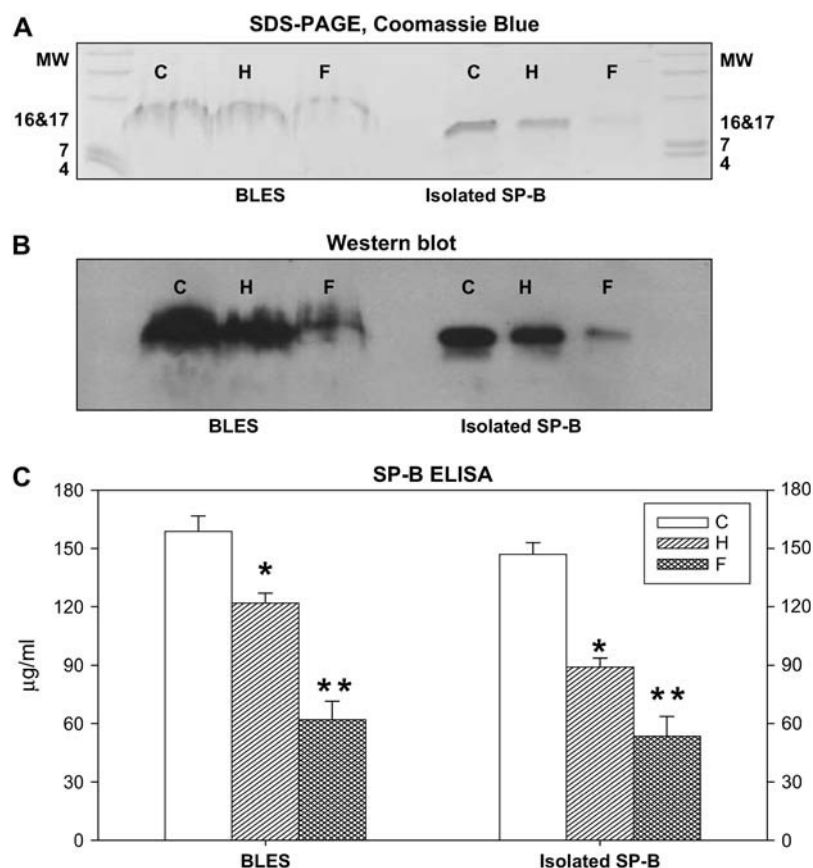 A
SDS-PAGE, Coomassie Blue
MW C H F C H F MW
16&17 16&17
7 7
4 4
BLES Isolated SP-B
B
Western blot
C H F C H F
BLES Isolated SP-B
C
SP-B ELISA
180 180
150 150
120 120
90 90
60 60
30 30
0 0
µg/ml
* ** * **
C
H
F
BLES Isolated SP-B